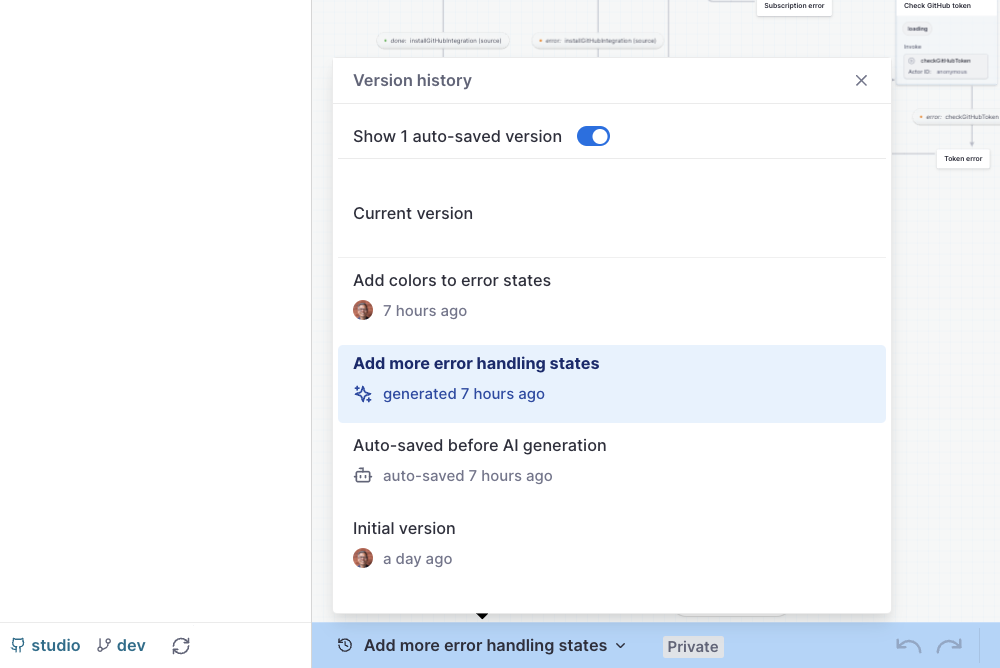 Subscription error
Check GitHub token
loading
Invoke
checkGitHubToken
Actor ID: anonymous
done: installGitHubIntegration (source)
error: installGitHubIntegration (source)
error: checkGitHubToken
Token error
Version history
Show 1 auto-saved version
Current version
Add colors to error states
7 hours ago
Add more error handling states
generated 7 hours ago
Auto-saved before AI generation
auto-saved 7 hours ago
Initial version
a day ago
studio
dev
Add more error handling states
Private